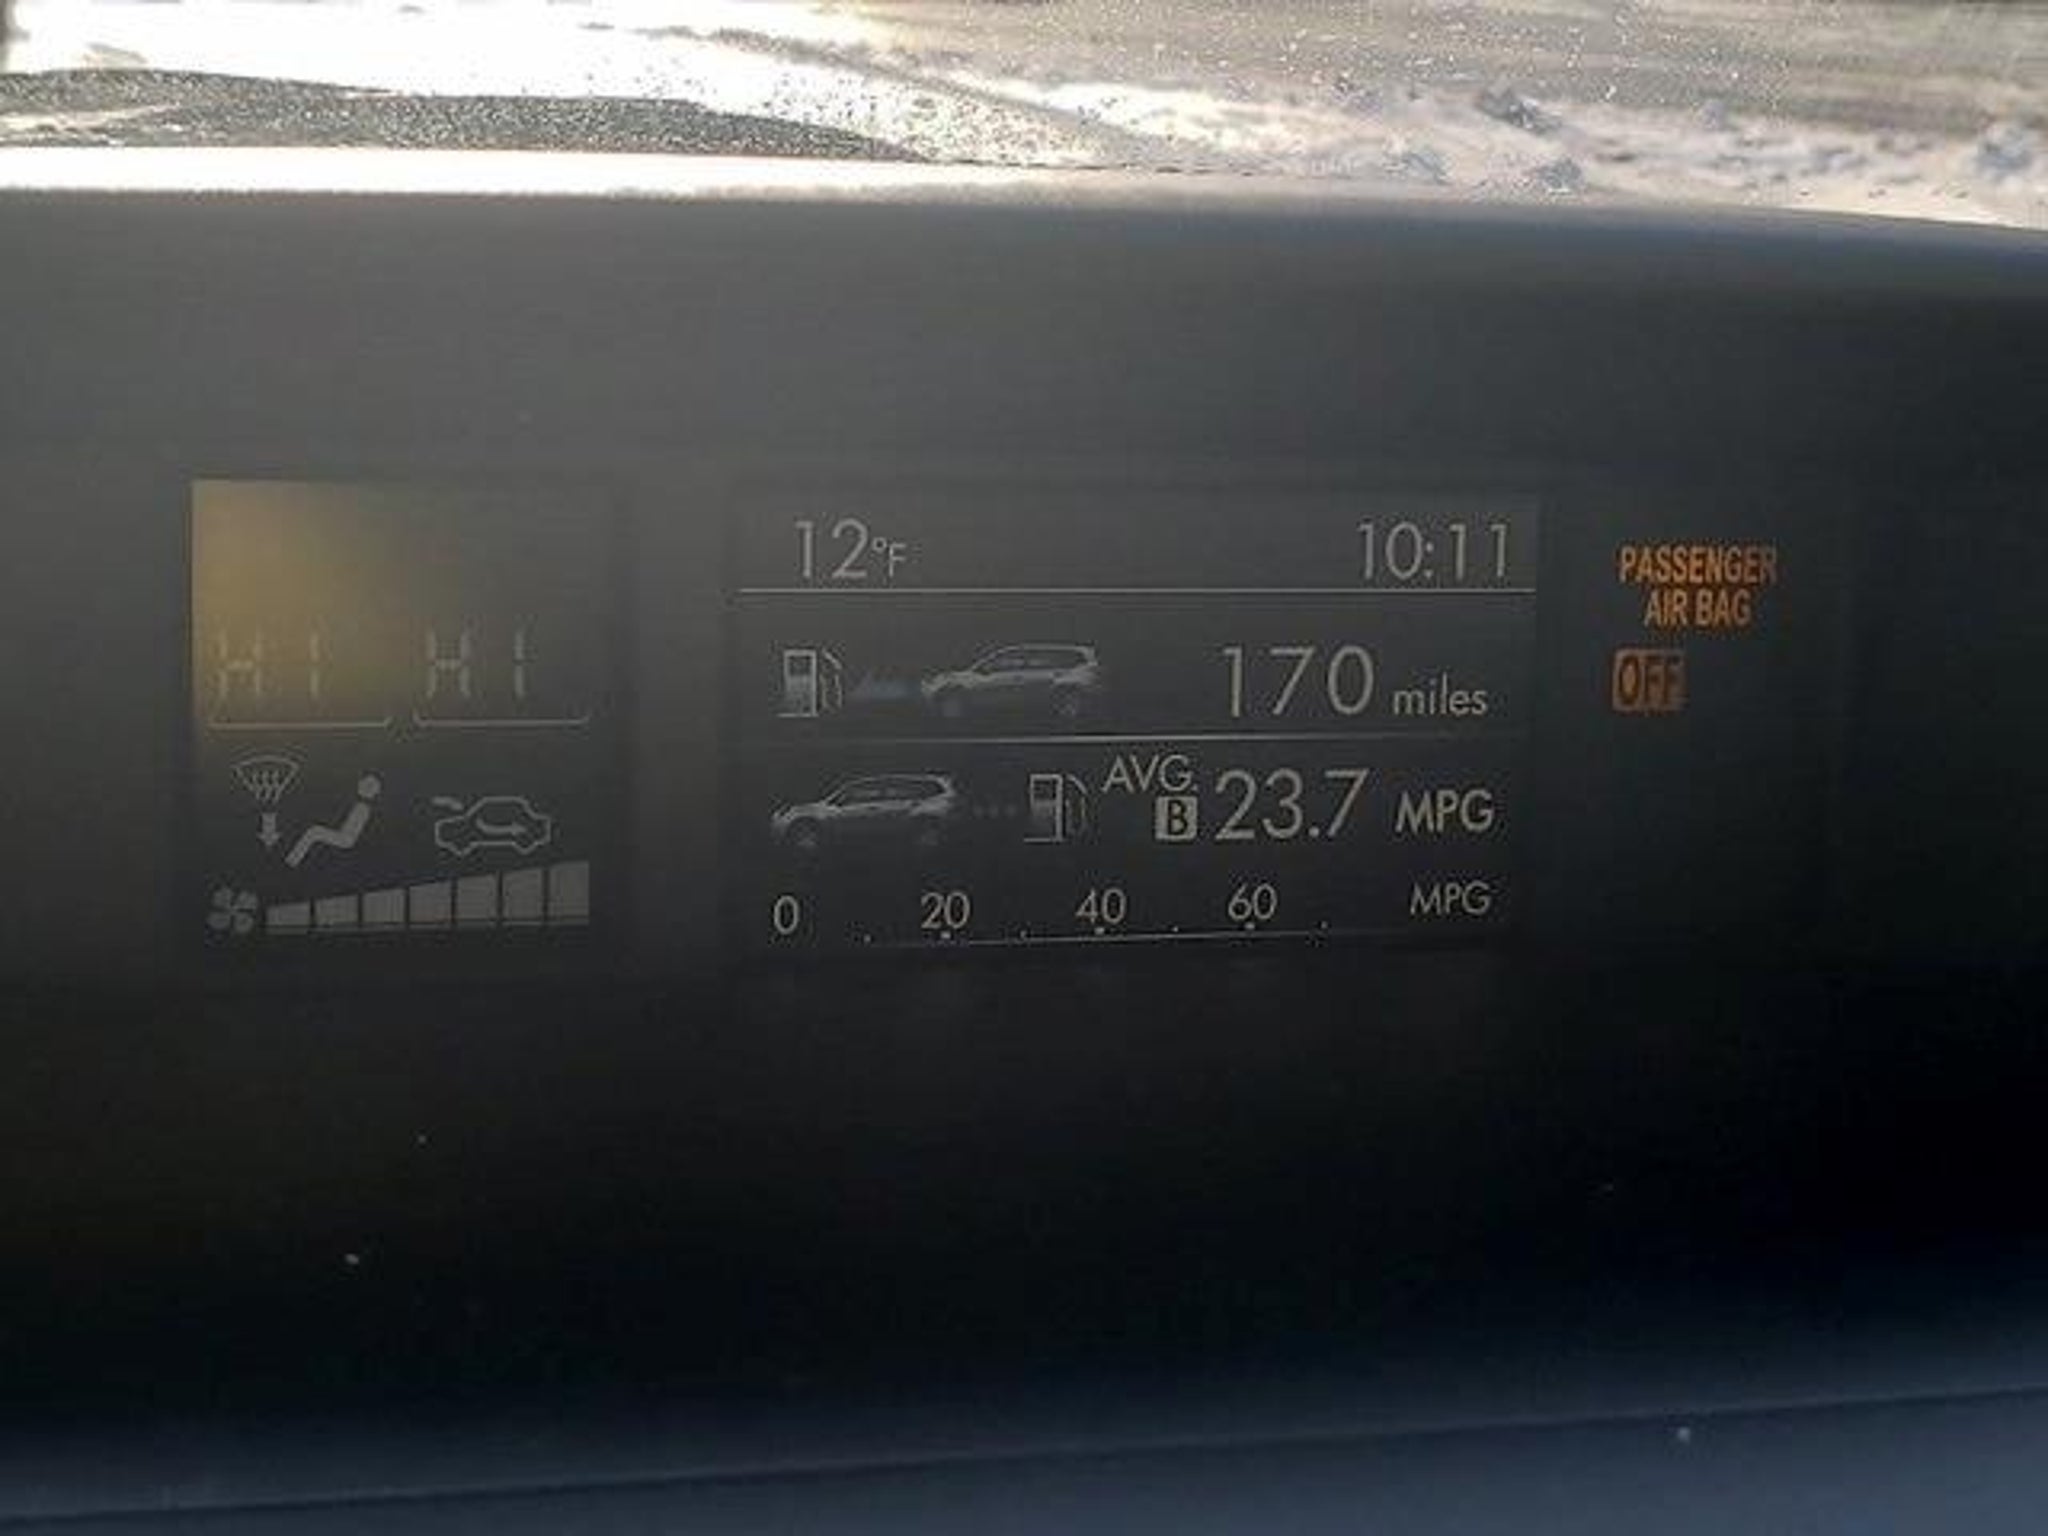 HI HI
12°F 10:11
170 miles
AVG. B 23.7 MPG
0 20 40 60 MPG
PASSENGER
AIR BAG
OFF